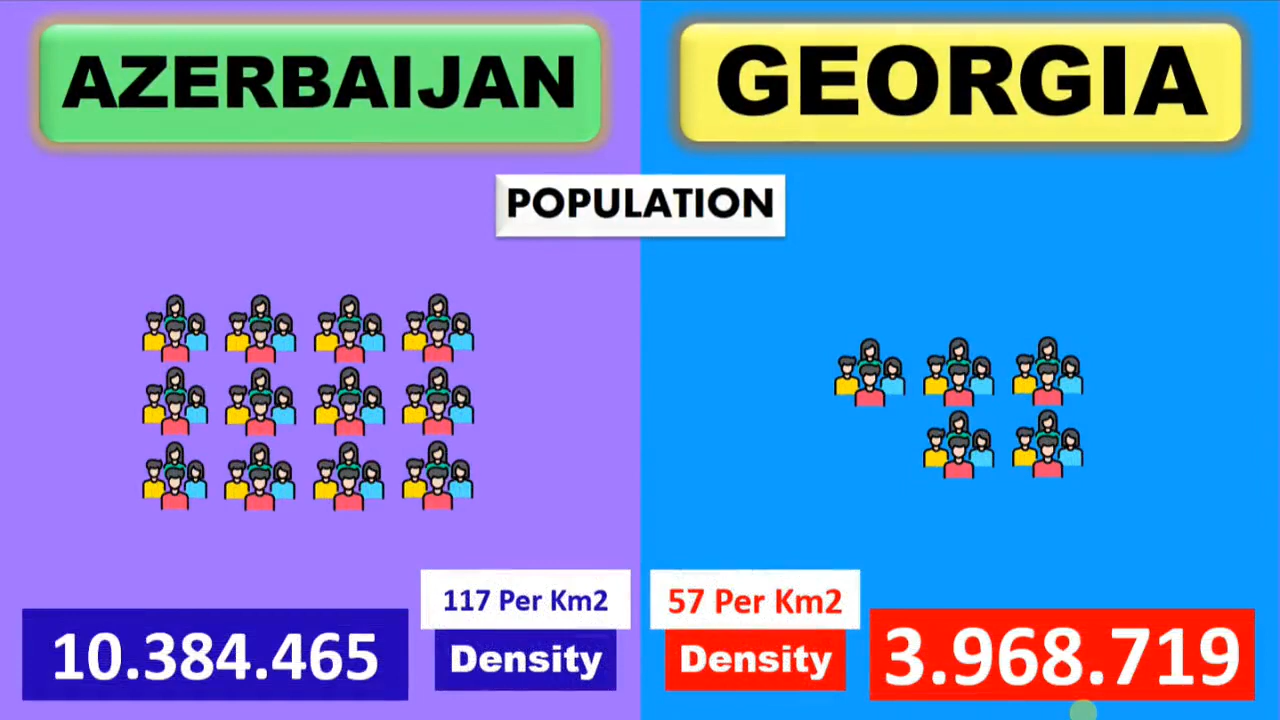 AZERBAIJAN
GEORGIA
POPULATION
117 Per Km2
57 Per Km2
10.384.465
Density
Density
3.968.719